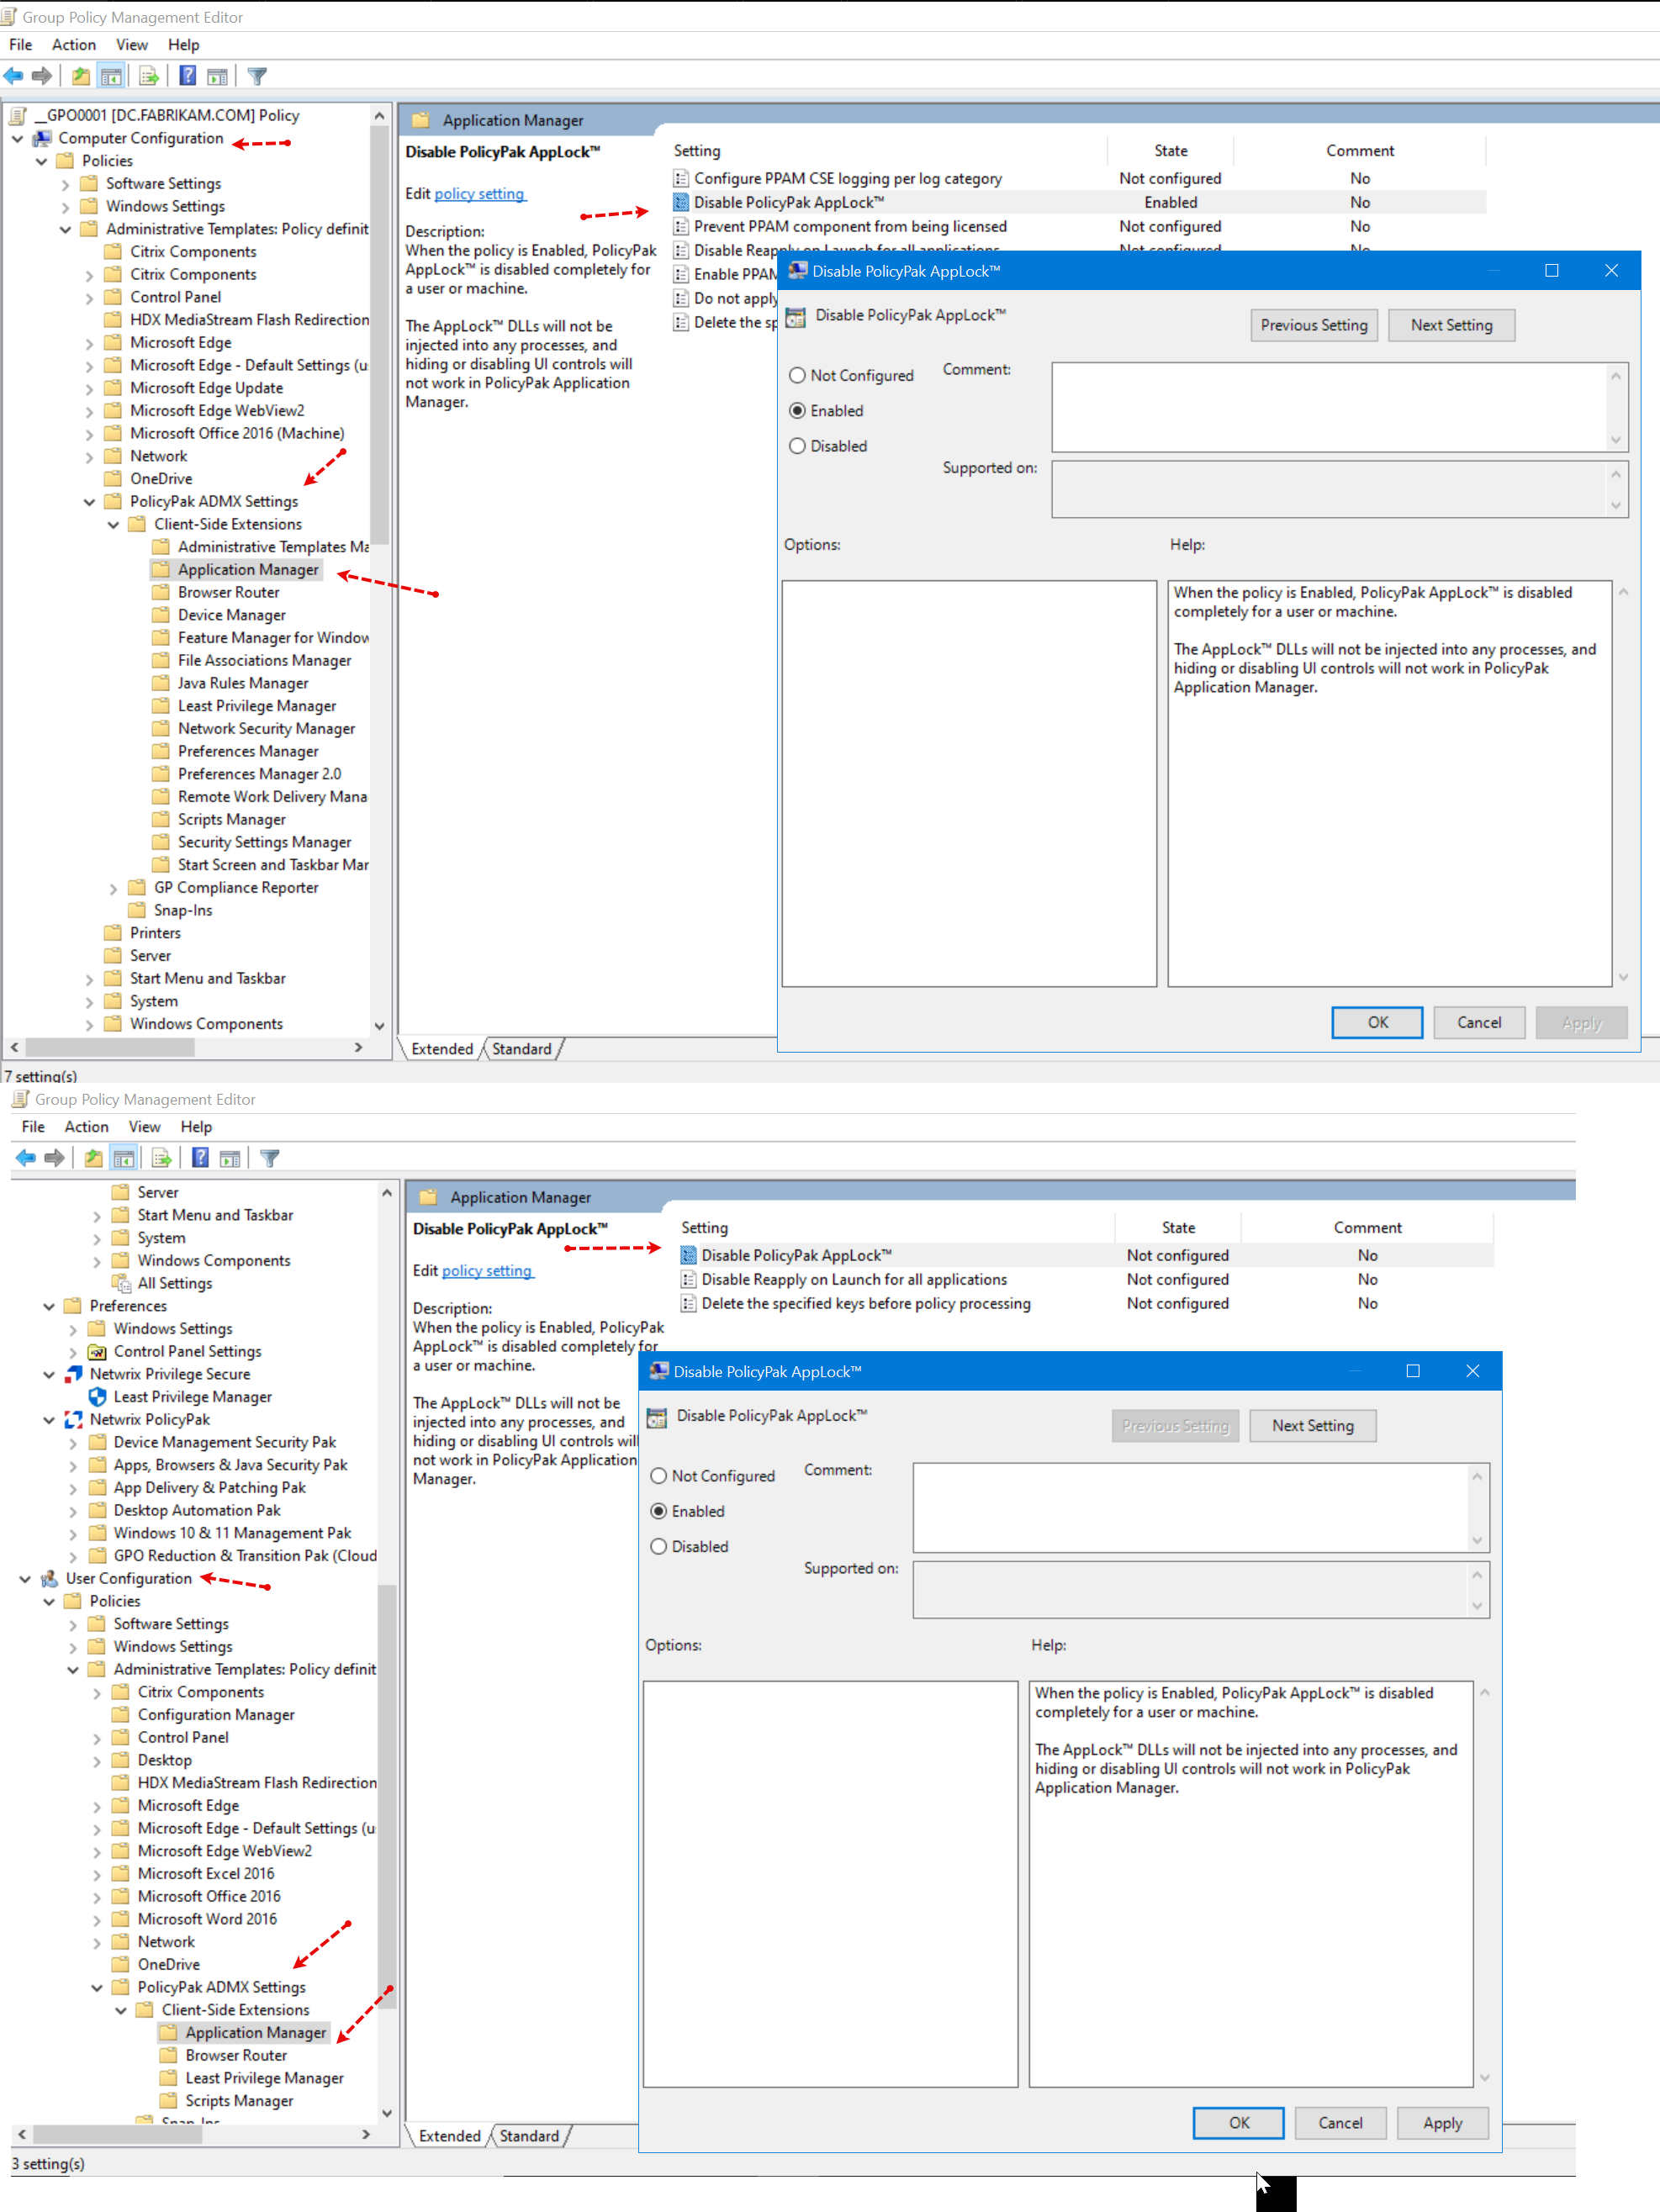 Group Policy Management Editor
File Action View Help
__GPO0001 [DC.FABRIKAM.COM] Policy
Computer Configuration
Policies
Software Settings
Windows Settings
Administrative Templates: Policy definit
Citrix Components
Citrix Components
Control Panel
HDX MediaStream Flash Redirection
Microsoft Edge
Microsoft Edge - Default Settings (u
Microsoft Edge Update
Microsoft Edge WebView2
Microsoft Office 2016 (Machine)
Network
OneDrive
PolicyPak ADMX Settings
Client-Side Extensions
Administrative Templates Ma
Application Manager
Browser Router
Device Manager
Feature Manager for Window
File Associations Manager
Java Rules Manager
Least Privilege Manager
Network Security Manager
Preferences Manager
Preferences Manager 2.0
Remote Work Delivery Mana
Scripts Manager
Security Settings Manager
Start Screen and Taskbar Mar
GP Compliance Reporter
Snap-Ins
Printers
Server
Start Menu and Taskbar
System
Windows Components
Application Manager
Disable PolicyPak AppLock™
Edit policy setting
Description:
When the policy is Enabled, PolicyPak
AppLock™ is disabled completely for
a user or machine.
The AppLock™ DLLs will not be
injected into any processes, and
hiding or disabling UI controls will
not work in PolicyPak Application
Manager.
Setting State Comment
Configure PPAM CSE logging per log category Not configured No
Disable PolicyPak AppLock™ Enabled No
Prevent PPAM component from being licensed Not configured No
Disable Reapply on Launch for all applications Not configured No
Enable PPAM
Do not apply
Delete the sp
Disable PolicyPak AppLock™
Disable PolicyPak AppLock™
Previous Setting Next Setting
Not Configured
Enabled
Disabled
Comment:
Supported on:
Options:
Help:
When the policy is Enabled, PolicyPak AppLock™ is disabled
completely for a user or machine.
The AppLock™ DLLs will not be injected into any processes, and
hiding or disabling UI controls will not work in PolicyPak
Application Manager.
OK Cancel Apply
Extended Standard
7 setting(s)
Group Policy Management Editor
File Action View Help
Server
Start Menu and Taskbar
System
Windows Components
All Settings
Preferences
Windows Settings
Control Panel Settings
Netwrix Privilege Secure
Least Privilege Manager
Netwrix PolicyPak
Device Management Security Pak
Apps, Browsers & Java Security Pak
App Delivery & Patching Pak
Desktop Automation Pak
Windows 10 & 11 Management Pak
GPO Reduction & Transition Pak (Cloud
User Configuration
Policies
Software Settings
Windows Settings
Administrative Templates: Policy definit
Citrix Components
Configuration Manager
Control Panel
Desktop
HDX MediaStream Flash Redirection
Microsoft Edge
Microsoft Edge - Default Settings (u
Microsoft Edge WebView2
Microsoft Excel 2016
Microsoft Office 2016
Microsoft Word 2016
Network
OneDrive
PolicyPak ADMX Settings
Client-Side Extensions
Application Manager
Browser Router
Least Privilege Manager
Scripts Manager
Snap-Ins
Application Manager
Disable PolicyPak AppLock™
Edit policy setting
Description:
When the policy is Enabled, PolicyPak
AppLock™ is disabled completely for
a user or machine.
The AppLock™ DLLs will not be
injected into any processes, and
hiding or disabling UI controls will
not work in PolicyPak Application
Manager.
Setting State Comment
Disable PolicyPak AppLock™ Not configured No
Disable Reapply on Launch for all applications Not configured No
Delete the specified keys before policy processing Not configured No
Disable PolicyPak AppLock™
Disable PolicyPak AppLock™
Previous Setting Next Setting
Not Configured
Enabled
Disabled
Comment:
Supported on:
Options:
Help:
When the policy is Enabled, PolicyPak AppLock™ is disabled
completely for a user or machine.
The AppLock™ DLLs will not be injected into any processes, and
hiding or disabling UI controls will not work in PolicyPak
Application Manager.
OK Cancel Apply
Extended Standard
3 setting(s)